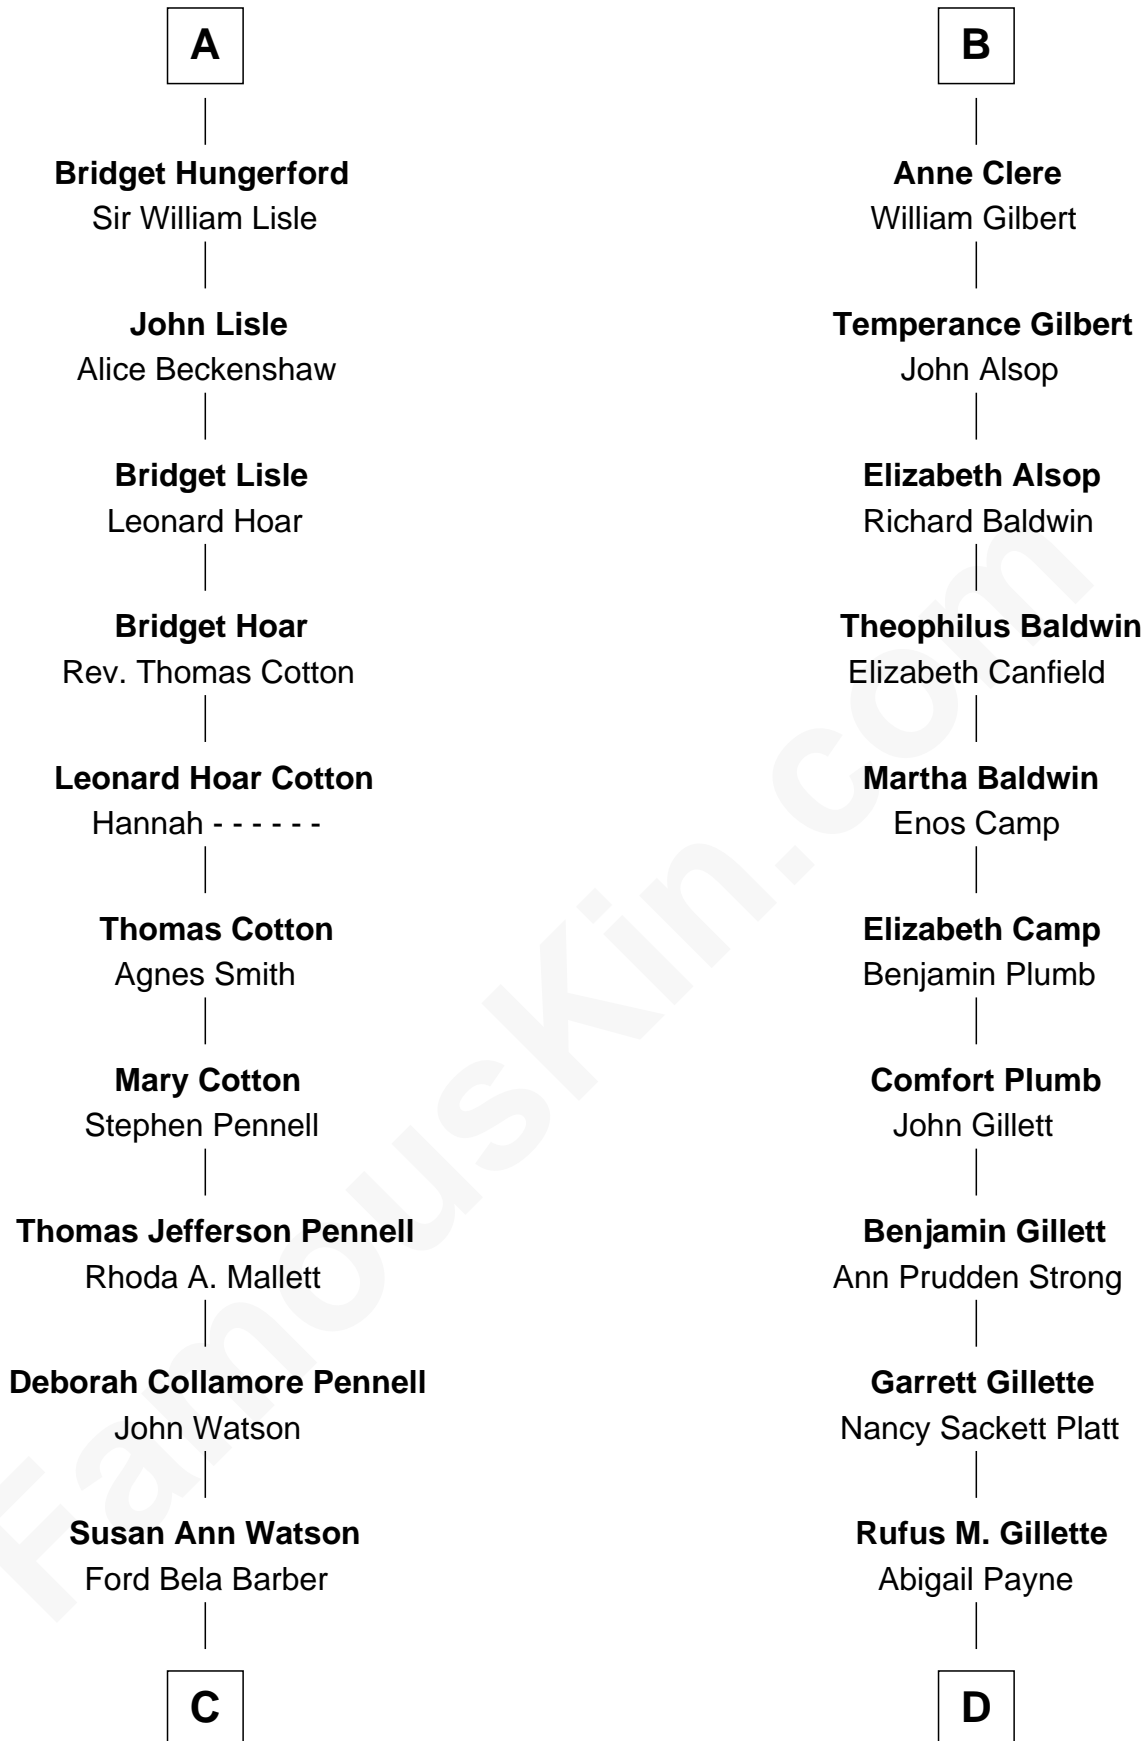 A
Bridget Hungerford
Sir William Lisle
John Lisle
Alice Beckenshaw
Bridget Lisle
Leonard Hoar
Bridget Hoar
Rev. Thomas Cotton
Leonard Hoar Cotton
Hannah - - - - - -
Thomas Cotton
Agnes Smith
Mary Cotton
Stephen Pennell
Thomas Jefferson Pennell
Rhoda A. Mallett
Deborah Collamore Pennell
John Watson
Susan Ann Watson
Ford Bela Barber
C
B
Anne Clere
William Gilbert
Temperance Gilbert
John Alsop
Elizabeth Alsop
Richard Baldwin
Theophilus Baldwin
Elizabeth Canfield
Martha Baldwin
Enos Camp
Elizabeth Camp
Benjamin Plumb
Comfort Plumb
John Gillett
Benjamin Gillett
Ann Prudden Strong
Garrett Gillette
Nancy Sackett Platt
Rufus M. Gillette
Abigail Payne
D
FamousKin.com